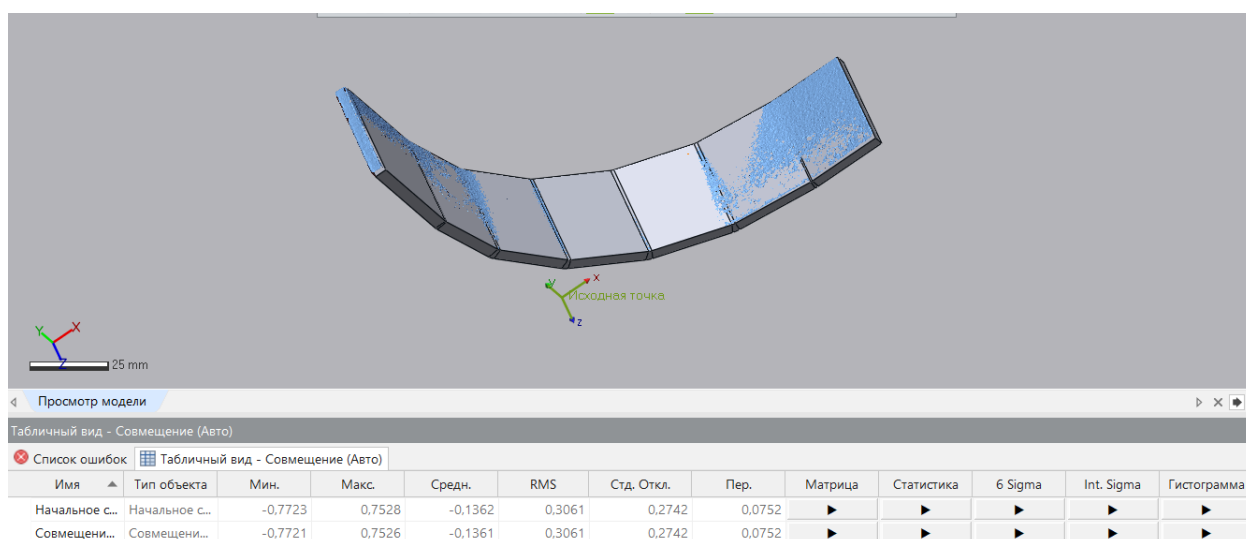 X
Y
Исходная точка
Z
Y
X
Z
25 mm
Просмотр модели
Табличный вид - Совмещение (Авто)
Список ошибок Табличный вид - Совмещение (Авто)
Имя Тип объекта Мин. Макс. Средн. RMS Стд. Откл. Пер. Матрица Статистика 6 Sigma Int. Sigma Гистограмма
Начальное с... Начальное с... -0,7723 0,7528 -0,1362 0,3061 0,2742 0,0752
Совмещени... Совмещени... -0,7721 0,7526 -0,1361 0,3061 0,2742 0,0752